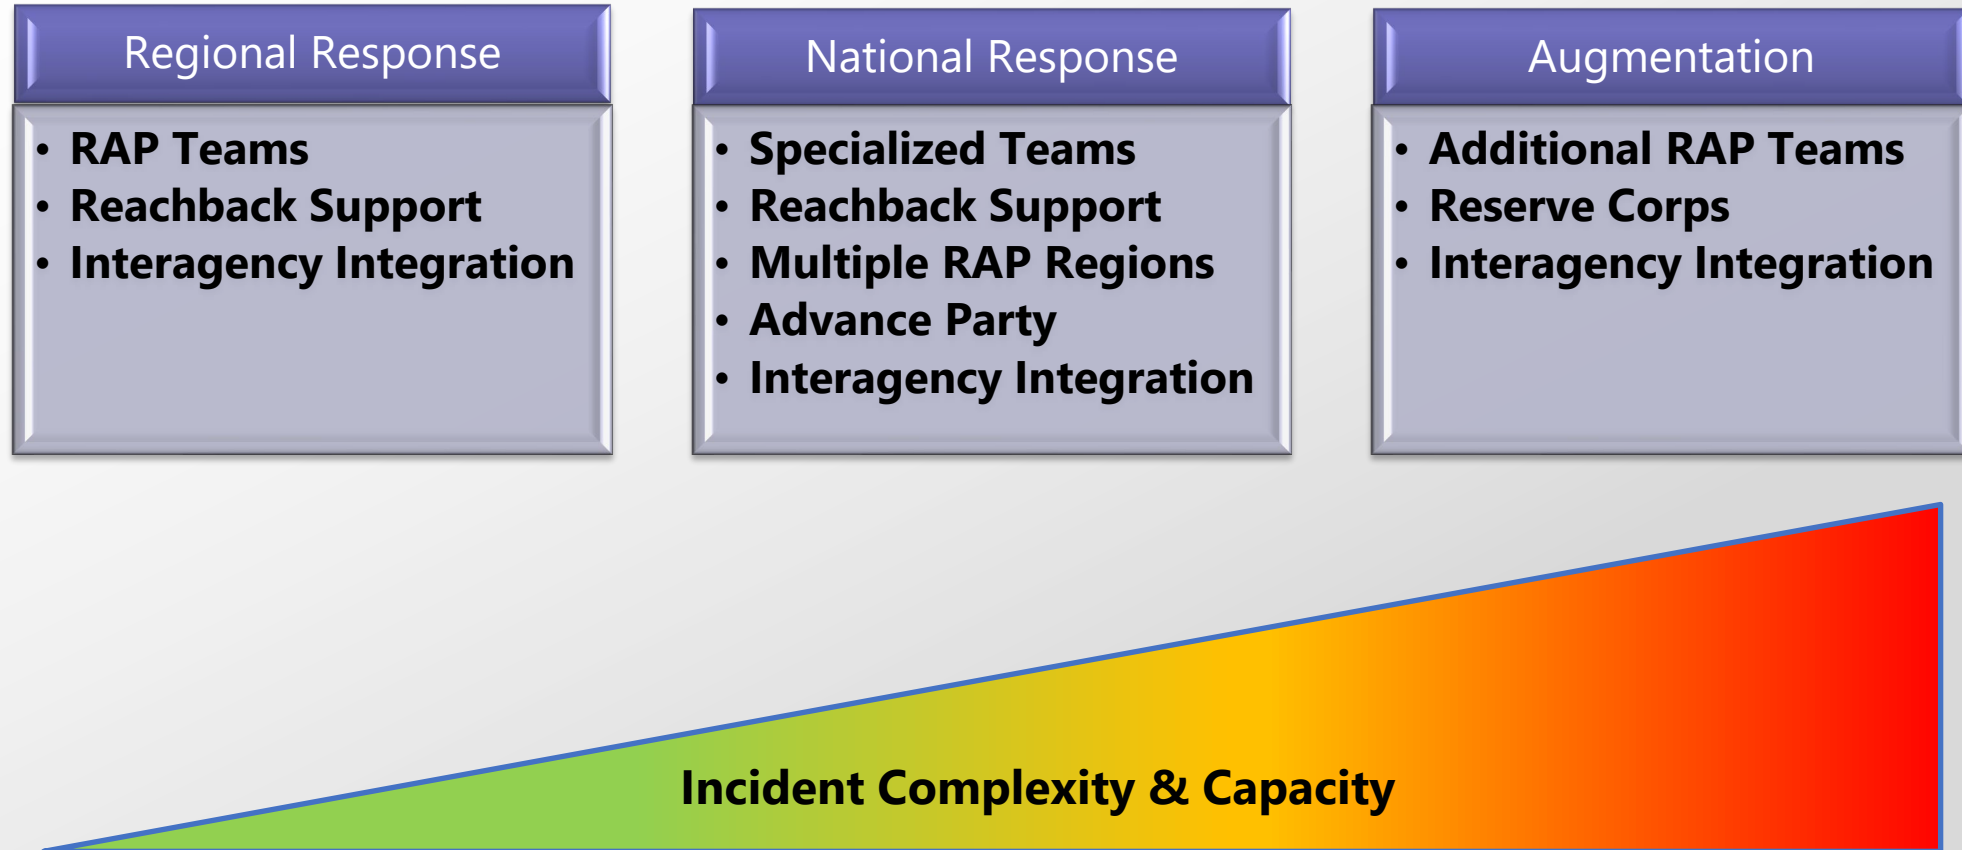 Regional Response
• RAP Teams
• Reachback Support
• Interagency Integration
National Response
• Specialized Teams
• Reachback Support
• Multiple RAP Regions
• Advance Party
• Interagency Integration
Augmentation
• Additional RAP Teams
• Reserve Corps
• Interagency Integration
Incident Complexity & Capacity